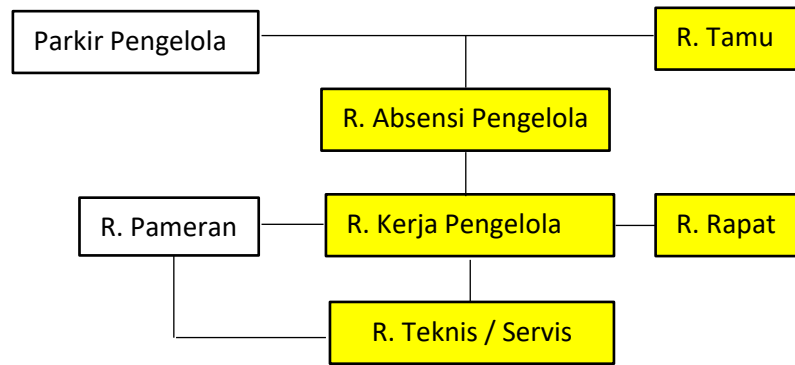 Parkir Pengelola
R. Tamu
R. Absensi Pengelola
R. Pameran
R. Kerja Pengelola
R. Rapat
R. Teknis / Servis